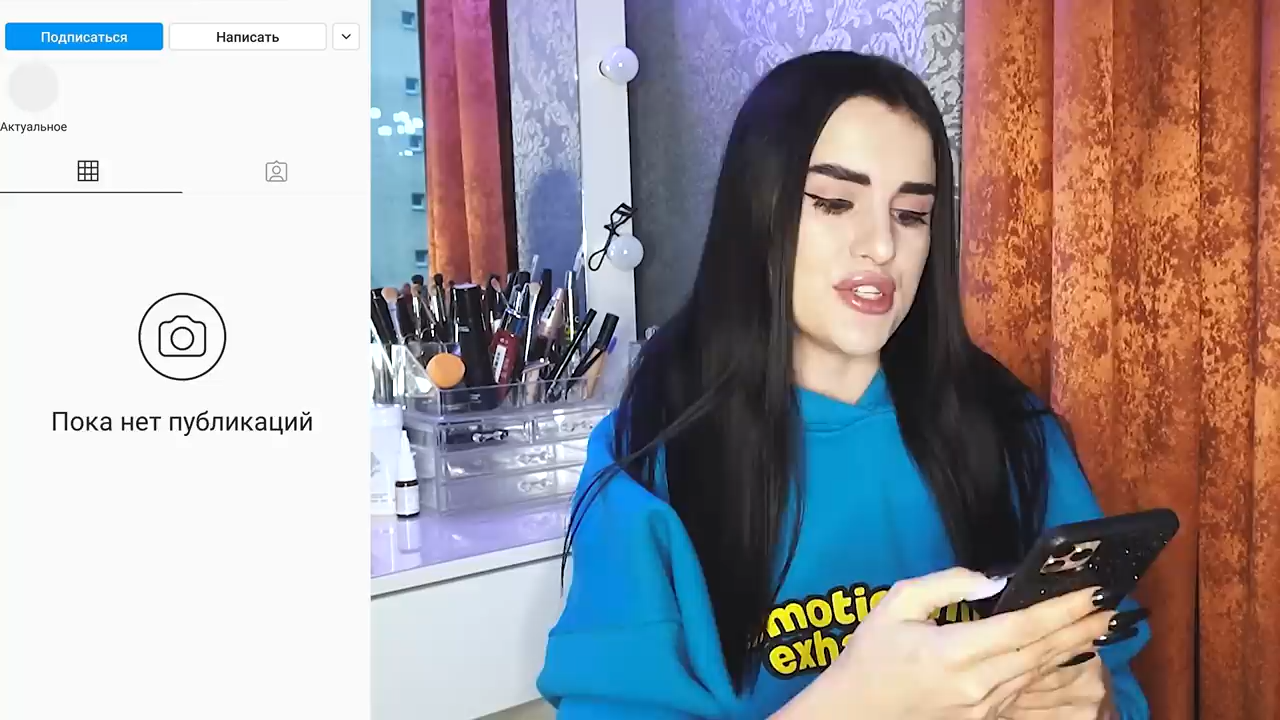 Подписаться
Написать
Актуальное
Пока нет публикаций